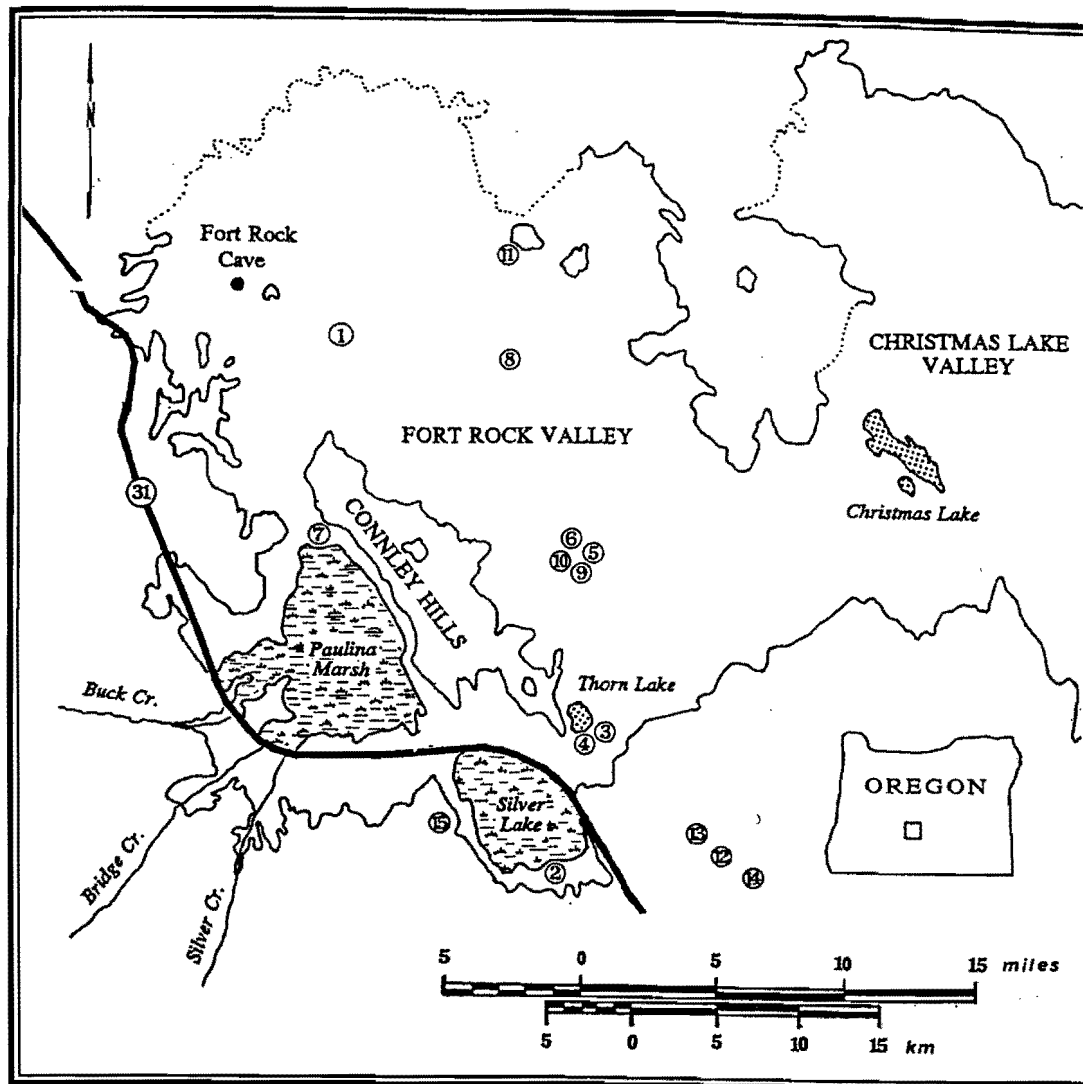 N
Fort Rock
Cave
11
1
8
CHRISTMAS LAKE
VALLEY
FORT ROCK VALLEY
31
Christmas Lake
7
CONNLEY HILLS
6
5
10
9
Paulina
Marsh
Buck Cr.
Thorn Lake
3
4
OREGON
Silver
Lake
15
13
12
14
2
Bridge Cr.
Silver Cr.
5 0 5 10 15 miles
5 0 5 10 15 km